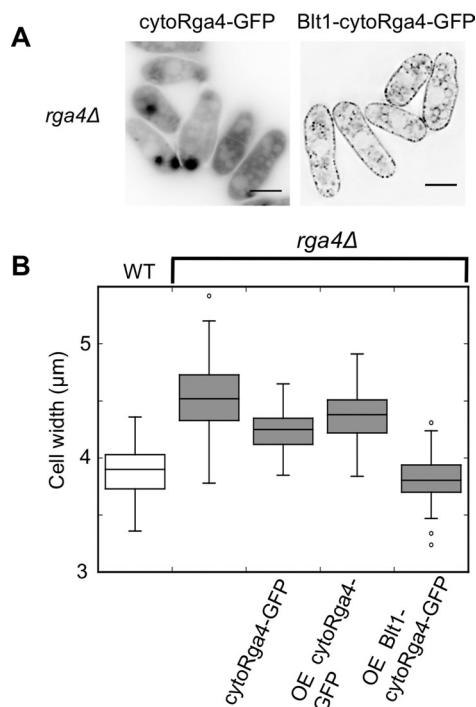 A
cytoRga4-GFP
Blt1-cytoRga4-GFP
rga4Δ
B
WT
rga4Δ
Cell width (μm)
5
4
3
cytoRga4-GFP
OE cytoRga4-
GFP
OE Blt1-
cytoRga4-GFP